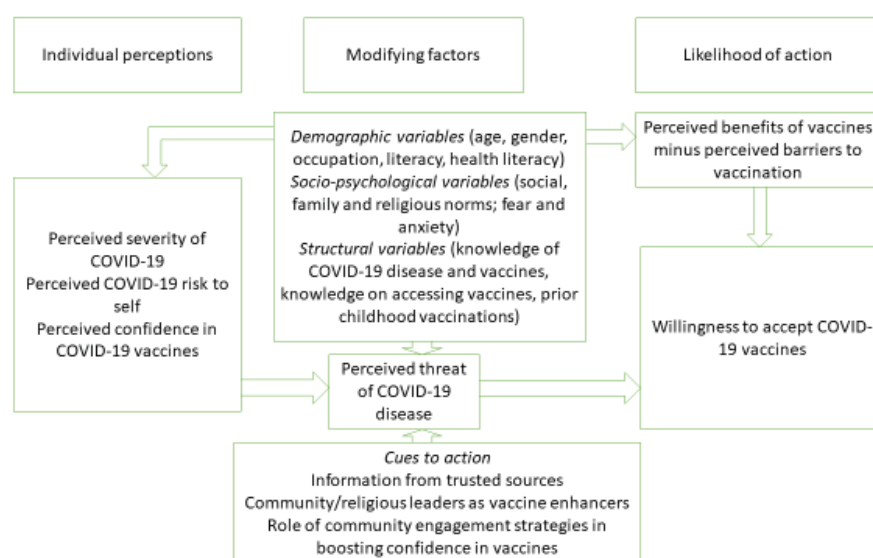 Individual perceptions
Modifying factors
Likelihood of action
Demographic variables (age, gender,
occupation, literacy, health literacy)
Socio-psychological variables (social,
family and religious norms; fear and
anxiety)
Structural variables (knowledge of
COVID-19 disease and vaccines,
knowledge on accessing vaccines, prior
childhood vaccinations)
Perceived benefits of vaccines
minus perceived barriers to
vaccination
Perceived severity of
COVID-19
Perceived COVID-19 risk to
self
Perceived confidence in
COVID-19 vaccines
Willingness to accept COVID-
19 vaccines
Perceived threat
of COVID-19
disease
Cues to action
Information from trusted sources
Community/religious leaders as vaccine enhancers
Role of community engagement strategies in
boosting confidence in vaccines